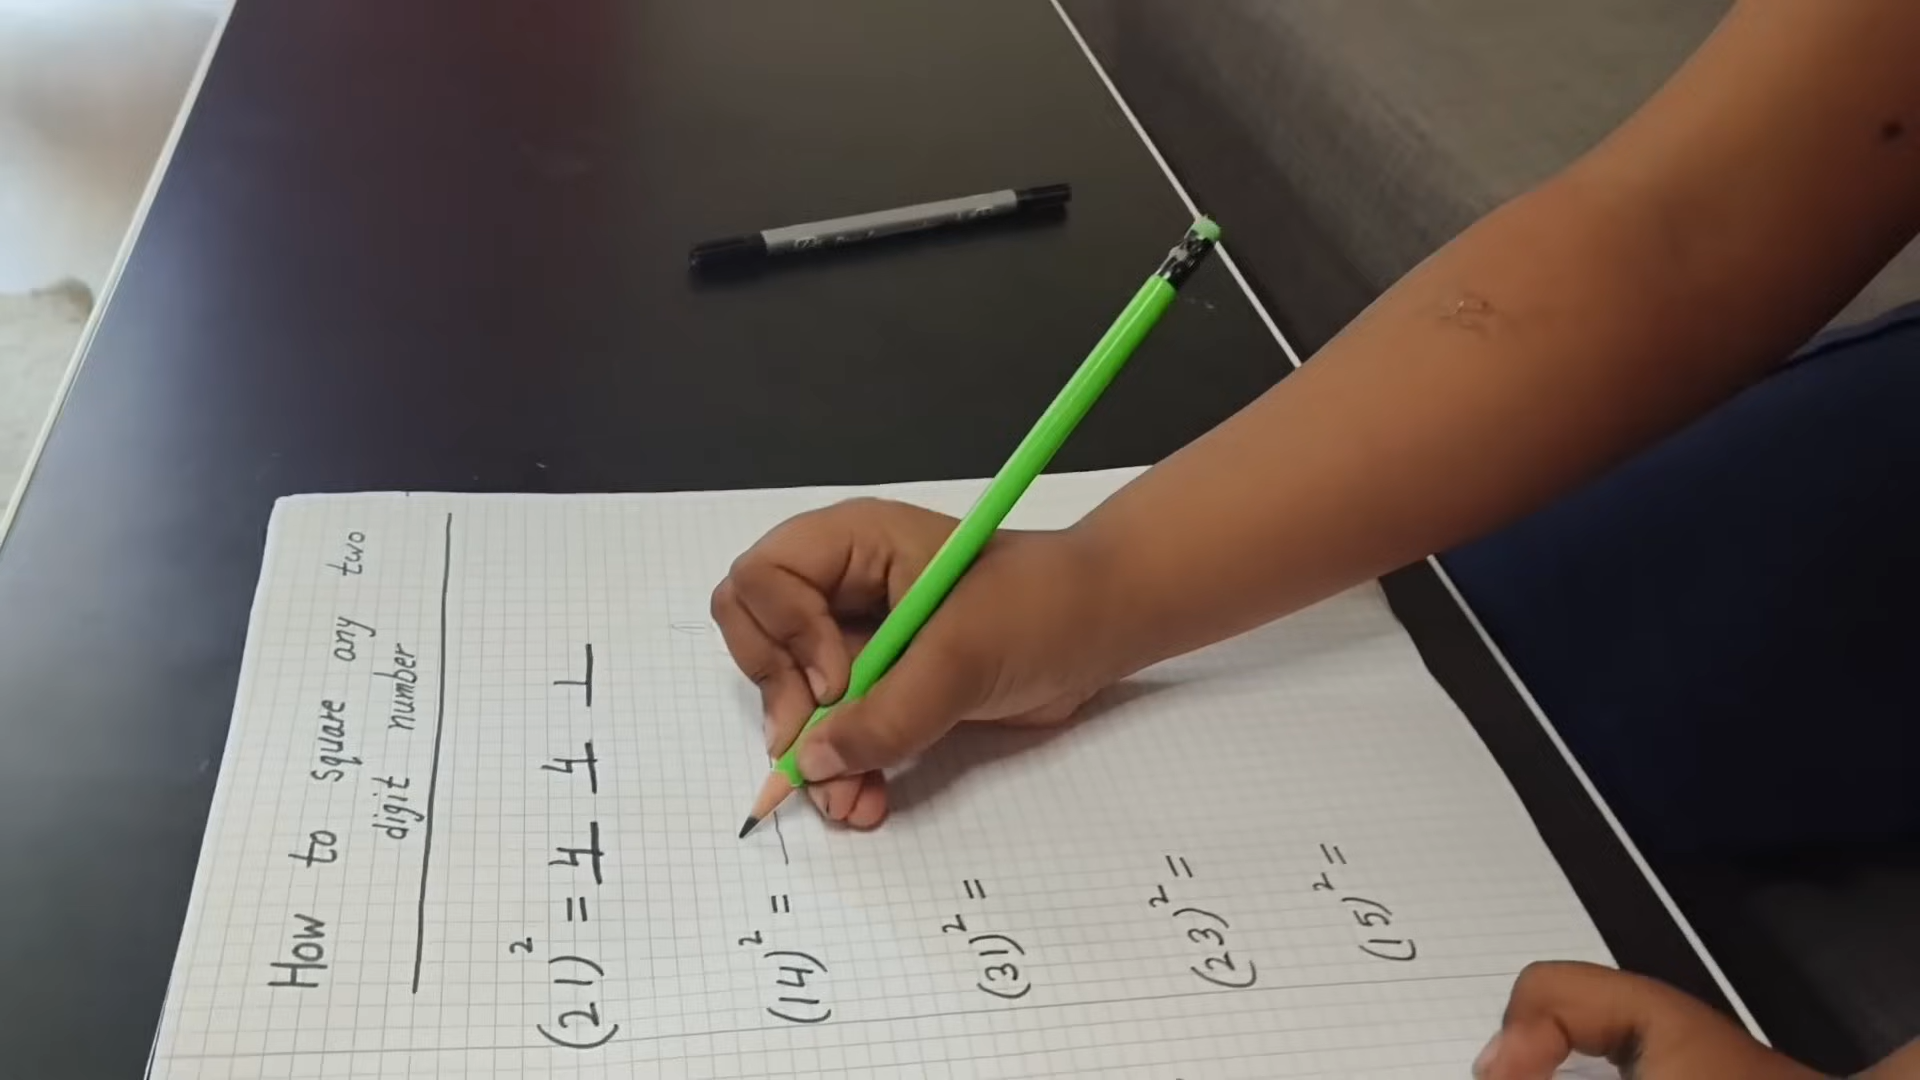 How to square any two
digit number
(21)² = 4 4 1
(14)² =
(31)² =
(23)² =
(15)² =